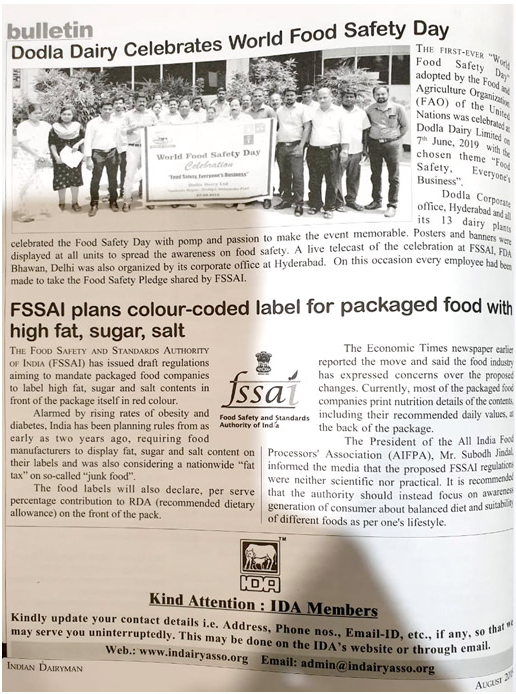 bulletin
Dodla Dairy Celebrates World Food Safety Day
World Food Safety Day
Celebration
"Food Safety, Everyone's Business"
Dodla Dairy Ltd
THE FIRST-EVER "World
Food Safety Day"
adopted by the Food and
Agriculture Organization
(FAO) of the United
Nations was celebrated at
Dodla Dairy Limited on
7th June, 2019 with the
chosen theme "Food
Safety, Everyone's
Business".
Dodla Corporate
office, Hyderabad and all
its 13 dairy plants
celebrated the Food Safety Day with pomp and passion to make the event memorable. Posters and banners were
displayed at all units to spread the awareness on food safety. A live telecast of the celebration at FSSAI, FDA
Bhawan, Delhi was also organized by its corporate office at Hyderabad. On this occasion every employee had been
made to take the Food Safety Pledge shared by FSSAI.
FSSAI plans colour-coded label for packaged food with
high fat, sugar, salt
THE FOOD SAFETY AND STANDARDS AUTHORITY
OF INDIA (FSSAI) has issued draft regulations
aiming to mandate packaged food companies
to label high fat, sugar and salt contents in
front of the package itself in red colour.
Alarmed by rising rates of obesity and
diabetes, India has been planning rules from as
early as two years ago, requiring food
manufacturers to display fat, sugar and salt content on
their labels and was also considering a nationwide "fat
tax" on so-called "junk food".
The food labels will also declare, per serve
percentage contribution to RDA (recommended dietary
allowance) on the front of the pack.
fssai
Food Safety and Standards
Authority of India
The Economic Times newspaper earlier
reported the move and said the food industry
has expressed concerns over the proposed
changes. Currently, most of the packaged food
companies print nutrition details of the contents,
including their recommended daily values, at
the back of the package.
The President of the All India Food
Processors' Association (AIFPA), Mr. Subodh Jindal,
informed the media that the proposed FSSAI regulations
were neither scientific nor practical. It is recommended
that the authority should instead focus on awareness
generation of consumer about balanced diet and suitability
of different foods as per one's lifestyle.
TM
IDA
Kind Attention : IDA Members
Kindly update your contact details i.e. Address, Phone nos., Email-ID, etc., if any, so that we
may serve you uninterruptedly. This may be done on the IDA's website or through email.
Web.: www.indairyasso.org Email: admin@indairyasso.org
INDIAN DAIRYMAN
AUGUST